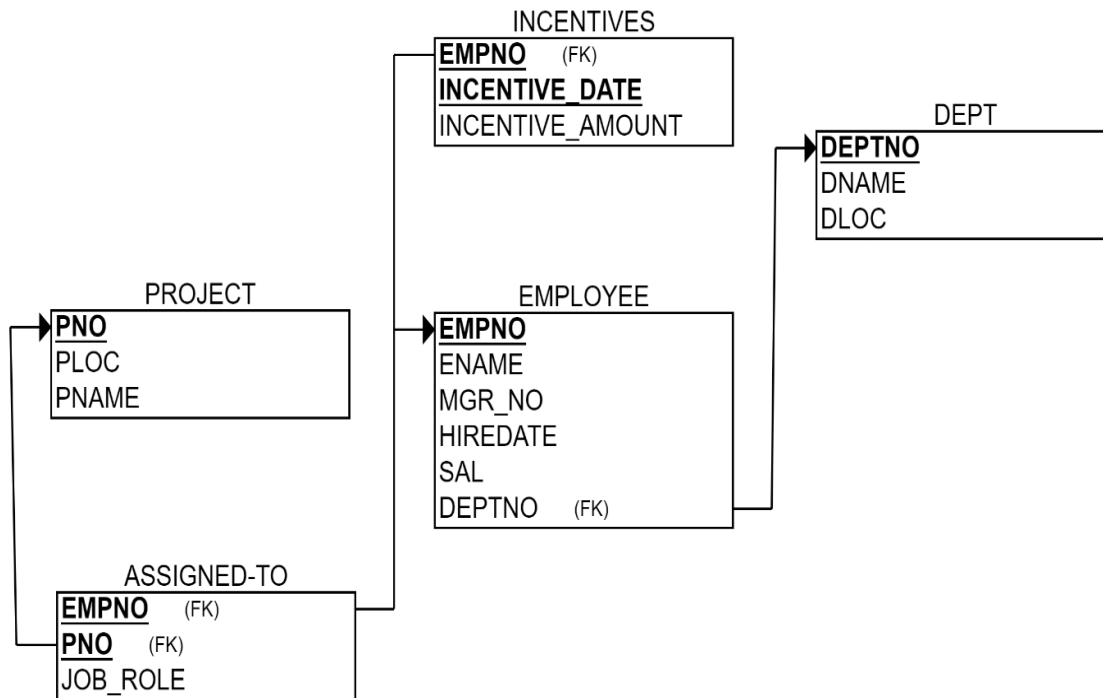 INCENTIVES
EMPNO (FK)
INCENTIVE_DATE
INCENTIVE_AMOUNT
DEPT
DEPTNO
DNAME
DLOC
PROJECT
PNO
PLOC
PNAME
EMPLOYEE
EMPNO
ENAME
MGR_NO
HIREDATE
SAL
DEPTNO (FK)
ASSIGNED-TO
EMPNO (FK)
PNO (FK)
JOB_ROLE